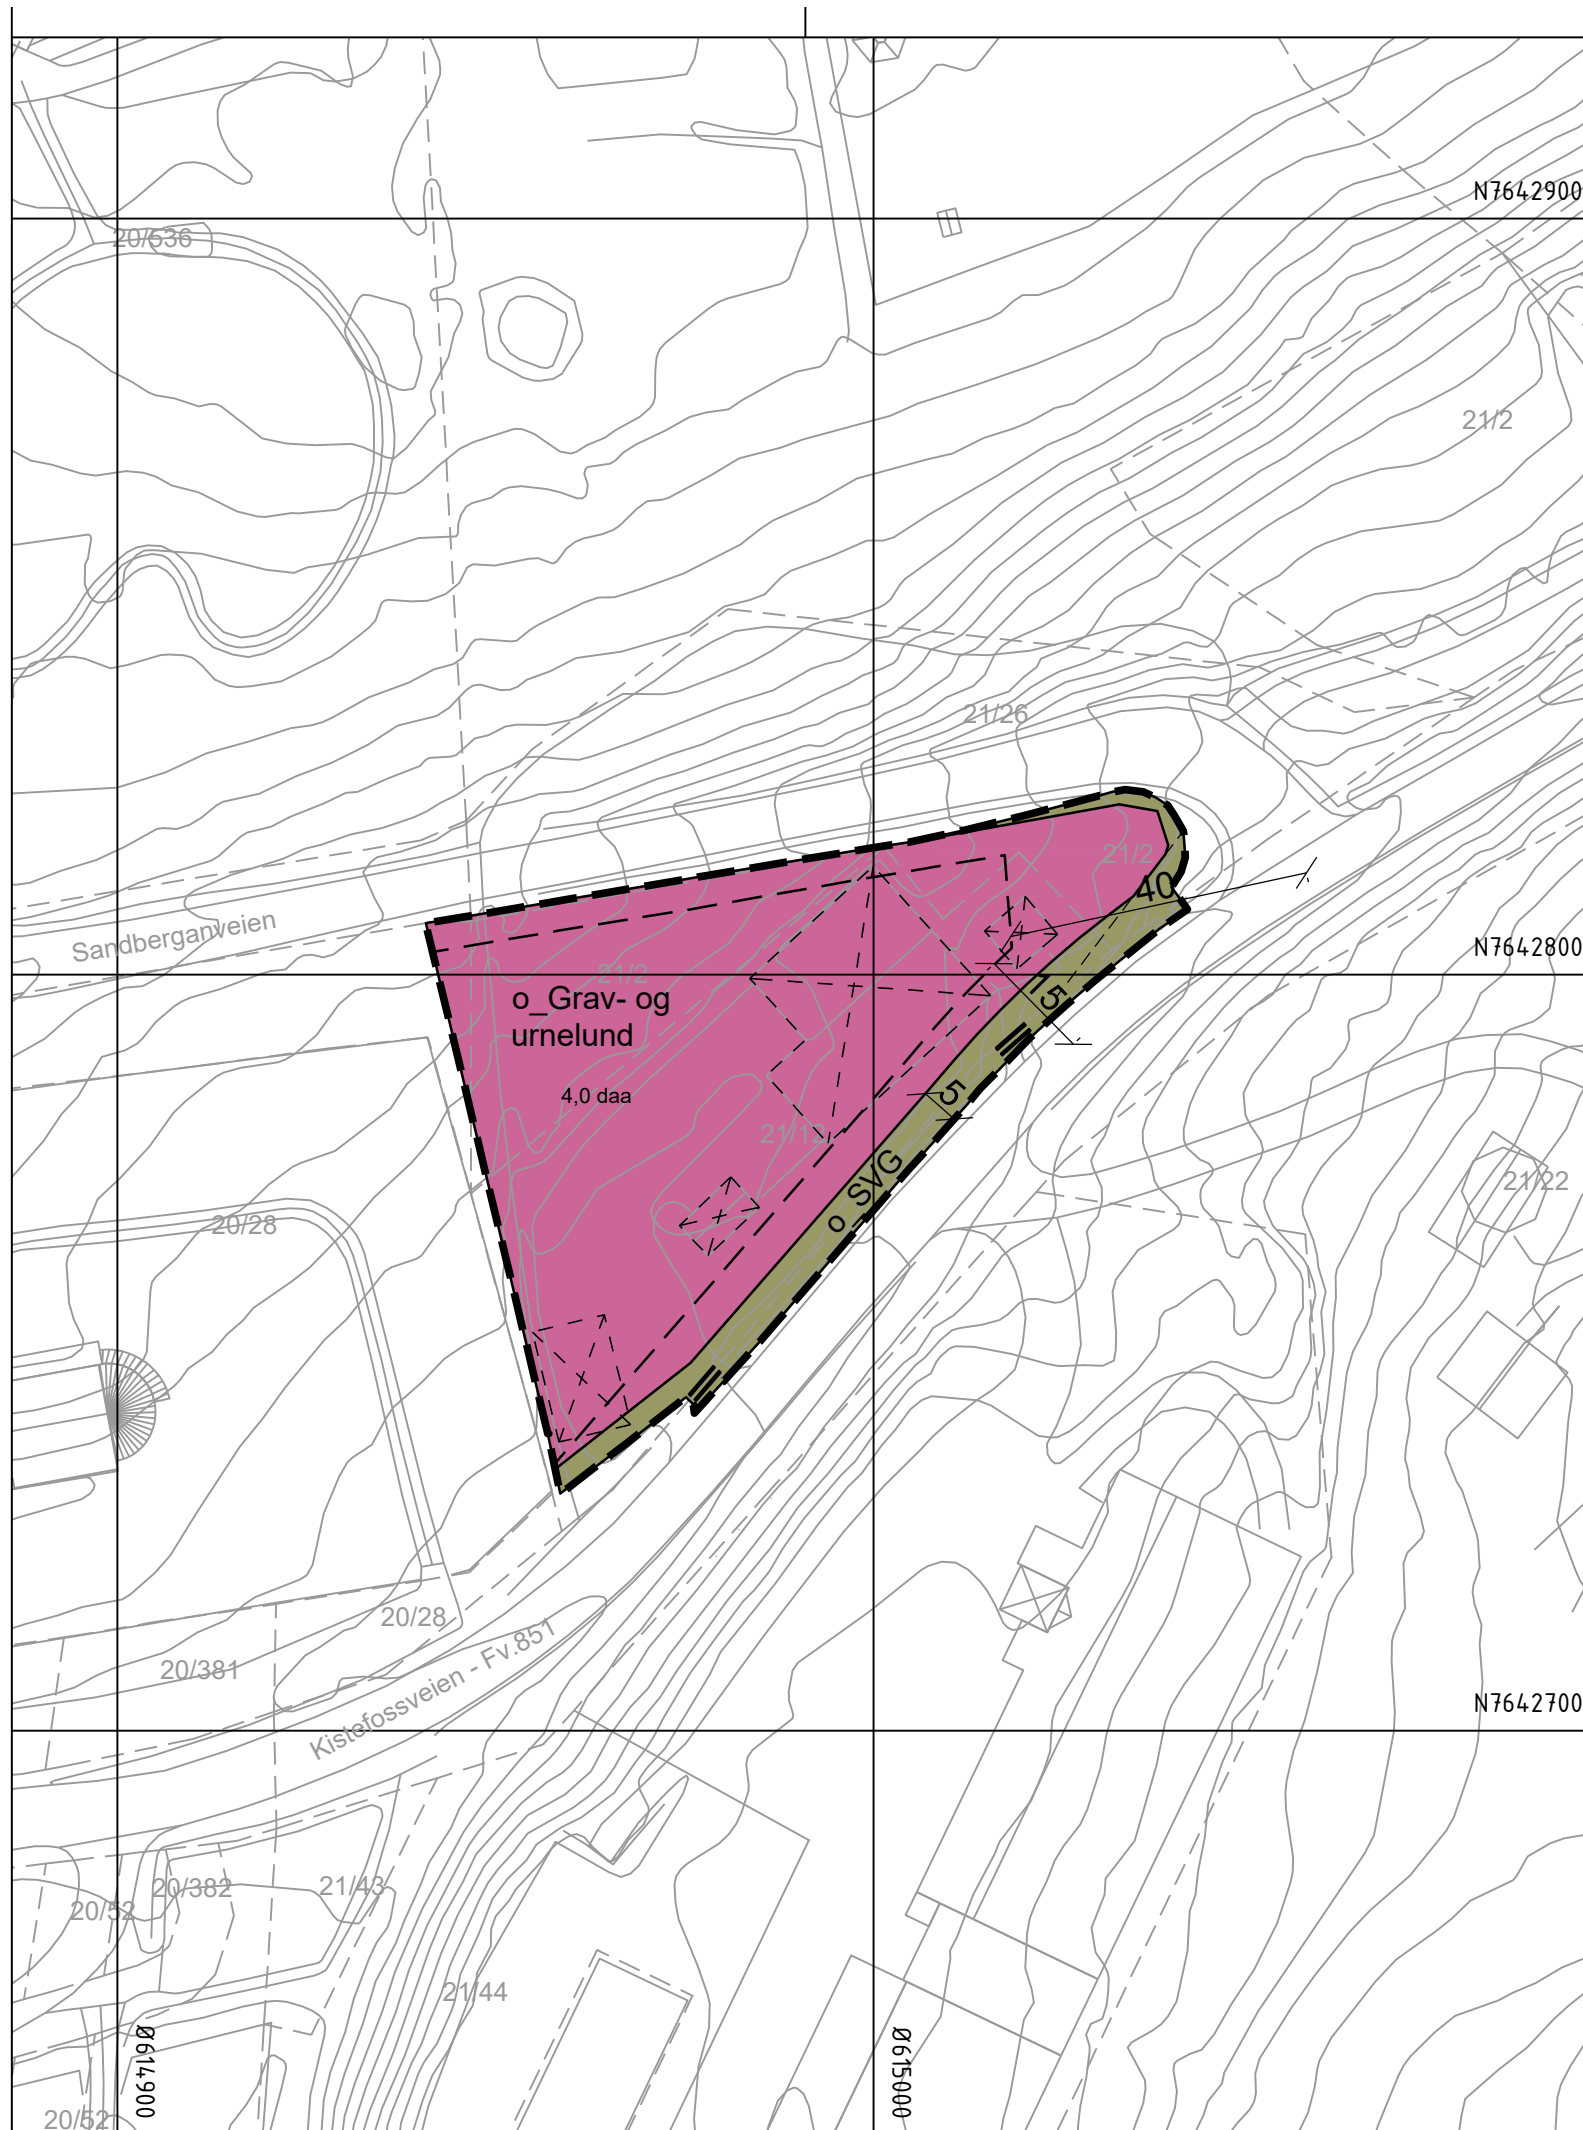 N7642900
20/636
21/2
21/26
21/2
40
Sandberganveien
N7642800
21/2
o_Grav- og
urnelund
15
4,0 daa
5
21/12
o_SVG
21/22
20/28
20/28
20/381
Kistefossveien - Fv.851
N7642700
20/382
21/43
20/52
21/44
Ø614900
Ø615000
20/52